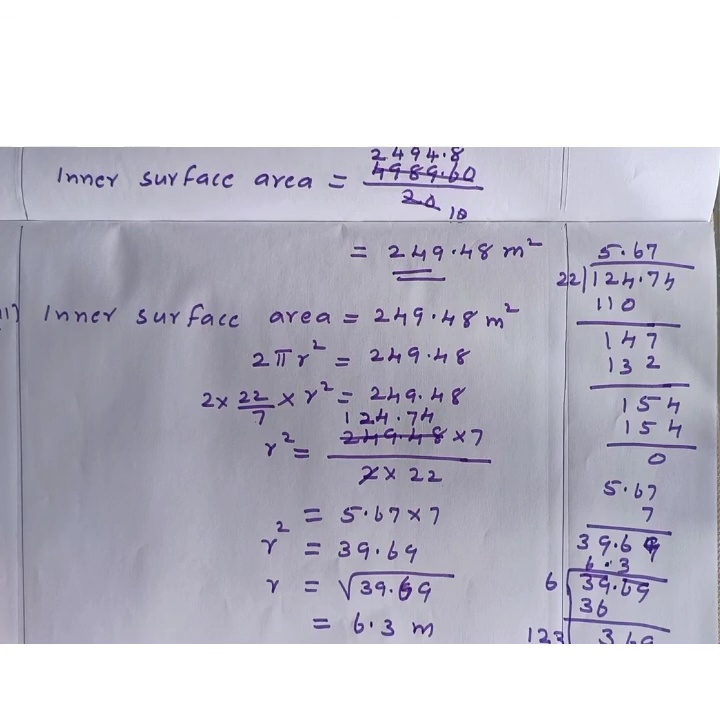 2494.8
Inner surface area = 4989.60
20 10
= 249.48 m²
ii) Inner surface area = 249.48 m²
2πr² = 249.48
2 × 22/7 × r² = 249.48
124.74
r² = 249.48 × 7
2 × 22
= 5.67 × 7
r² = 39.69
r = √39.69
= 6.3 m
5.67
22)124.74
110
147
132
154
154
0
5.67
7
39.69
6.3
6 39.69
36
123 369